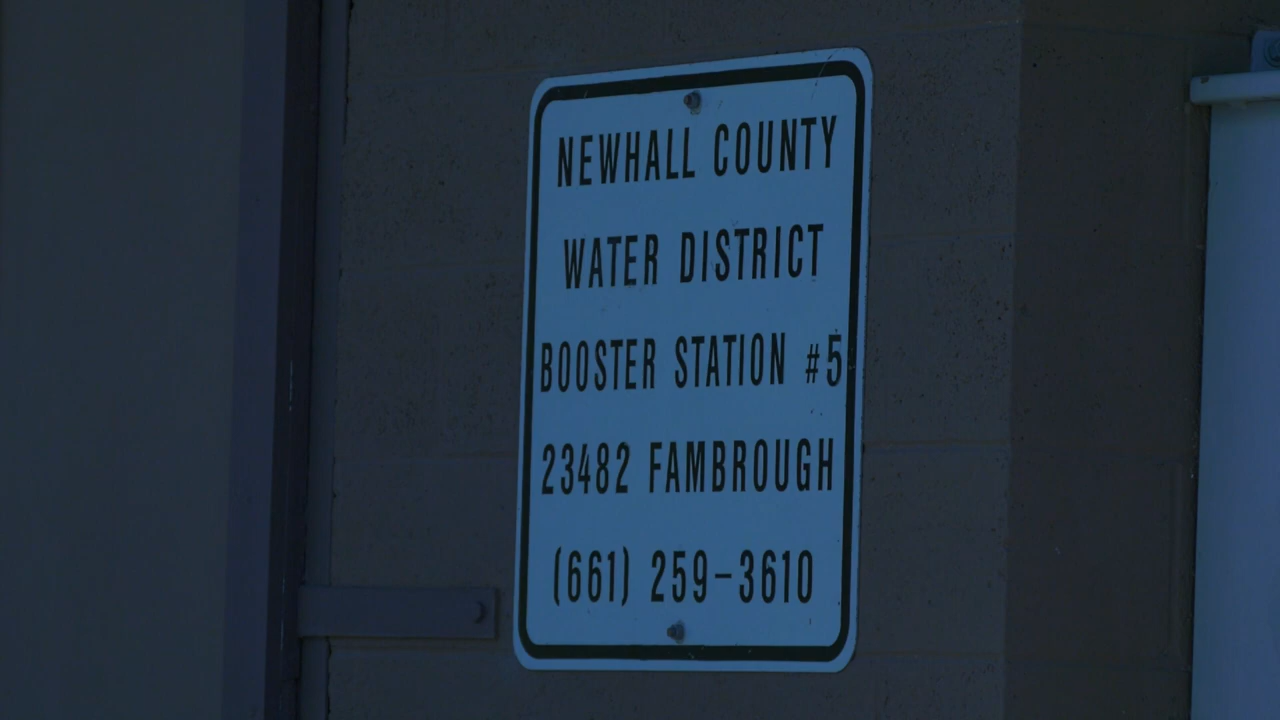 NEWHALL COUNTY
WATER DISTRICT
BOOSTER STATION #5
23482 FAMBROUGH
(661) 259-3610